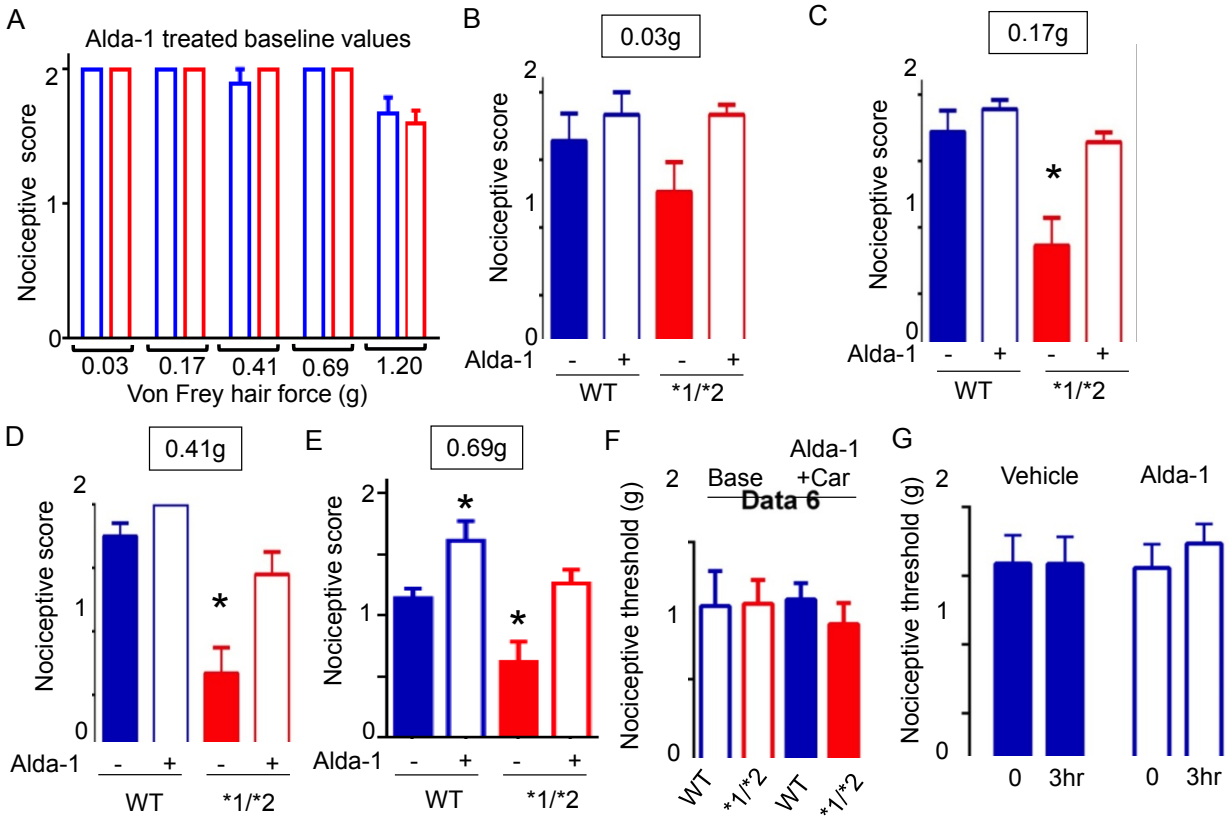 A
Alda-1 treated baseline values
Nociceptive score
2
1
0
0.03 0.17 0.41 0.69 1.20
Von Frey hair force (g)
B
0.03g
Nociceptive score
2
1
0
Alda-1 - + - +
WT *1/*2
C
0.17g
Nociceptive score
2
1
0
Alda-1 - + - +
WT *1/*2
*
D
0.41g
Nociceptive score
2
1
0
*
Alda-1 - + - +
WT *1/*2
E
0.69g
Nociceptive score
2
1
0
* *
Alda-1 - + - +
WT *1/*2
F
Alda-1
Base +Car
Data 6
Nociceptive threshold (g)
2
1
0
WT *1/*2 WT *1/*2
G
Vehicle Alda-1
Nociceptive threshold (g)
2
1
0
0 3hr 0 3hr